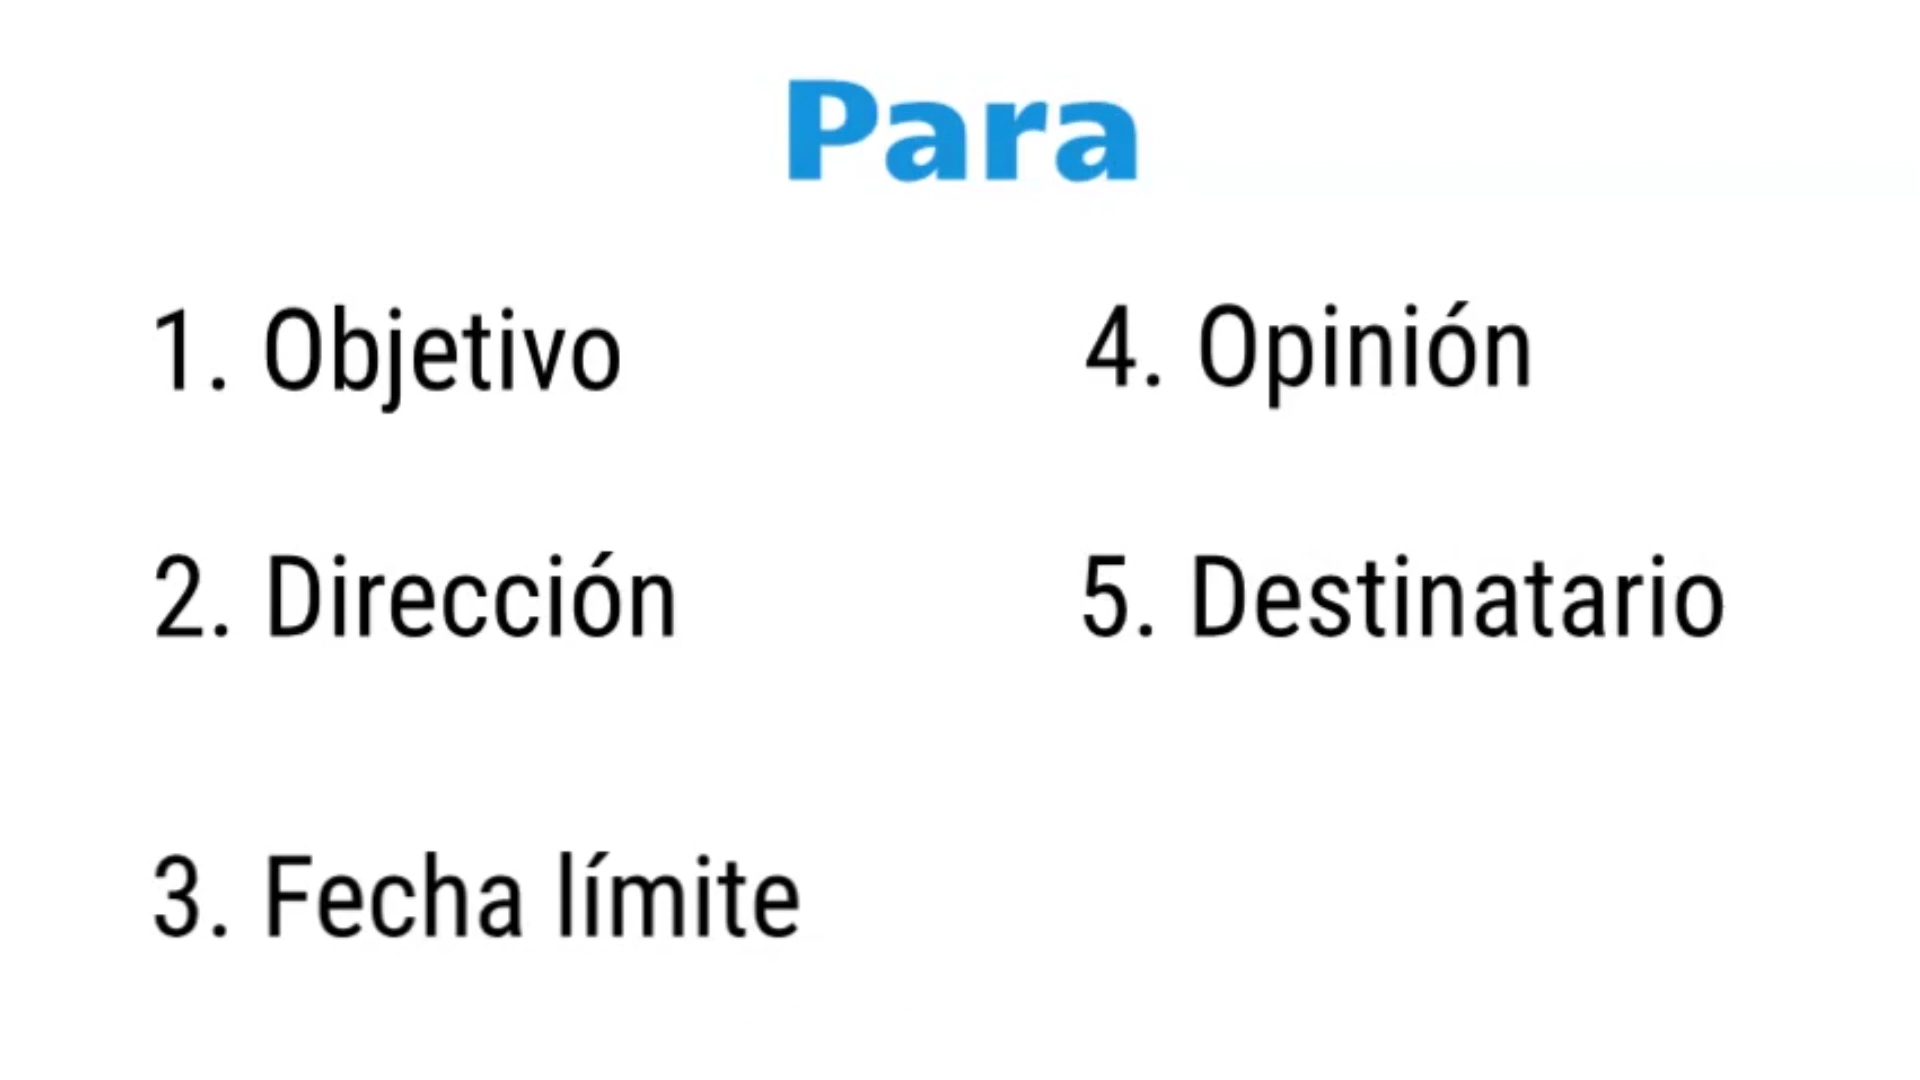 Para
1. Objetivo
2. Dirección
3. Fecha límite
4. Opinión
5. Destinatario